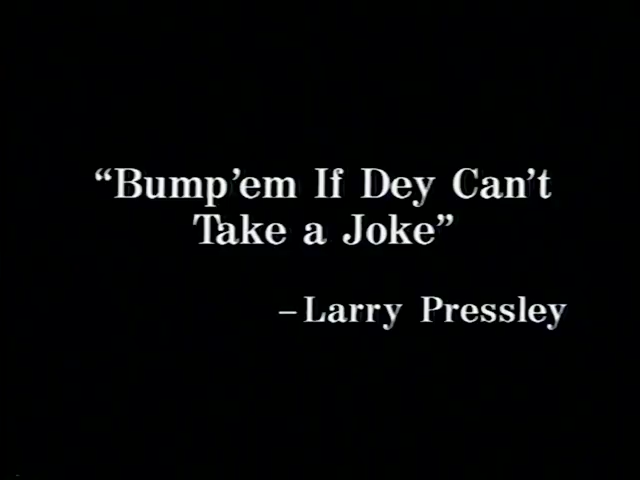 “Bump’em If Dey Can’t
Take a Joke”
–Larry Pressley